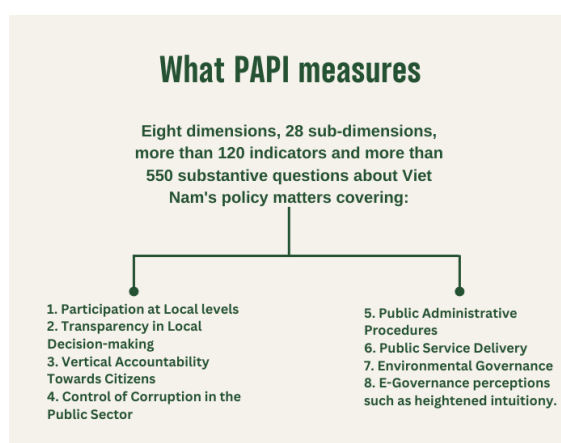 What PAPI measures
Eight dimensions, 28 sub-dimensions,
more than 120 indicators and more than
550 substantive questions about Viet
Nam's policy matters covering:
1. Participation at Local levels
2. Transparency in Local
Decision-making
3. Vertical Accountability
Towards Citizens
4. Control of Corruption in the
Public Sector
5. Public Administrative
Procedures
6. Public Service Delivery
7. Environmental Governance
8. E-Governance perceptions
such as heightened intuitiony.